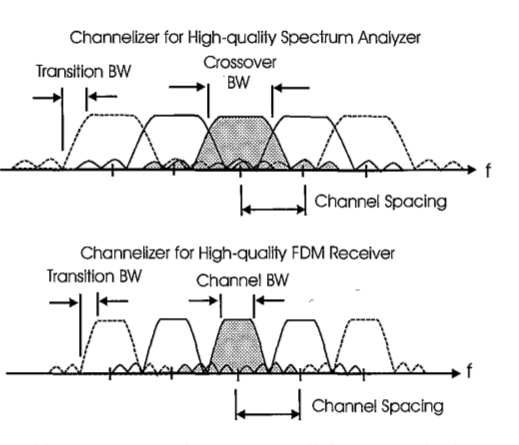 Channelizer for High-quality Spectrum Analyzer
Transition BW
Crossover
BW
f
Channel Spacing
Channelizer for High-quality FDM Receiver
Transition BW
Channel BW
f
Channel Spacing